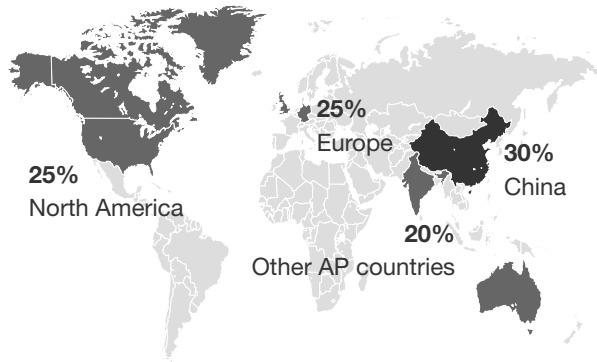 25%
North America
25%
Europe
30%
China
20%
Other AP countries